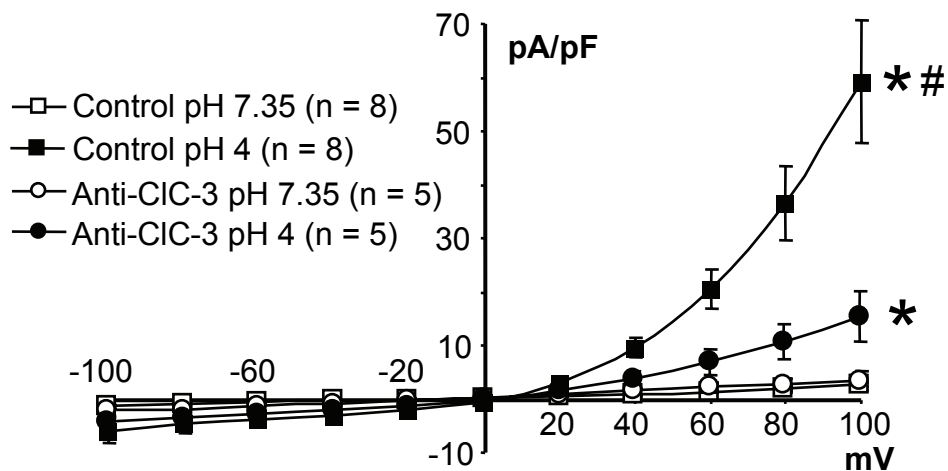 70
pA/pF
* #
Control pH 7.35 (n = 8)
50
Control pH 4 (n = 8)
Anti-ClC-3 pH 7.35 (n = 5)
Anti-ClC-3 pH 4 (n = 5)
30
*
10
-100 -60 -20
20 40 60 80 100
-10
mV